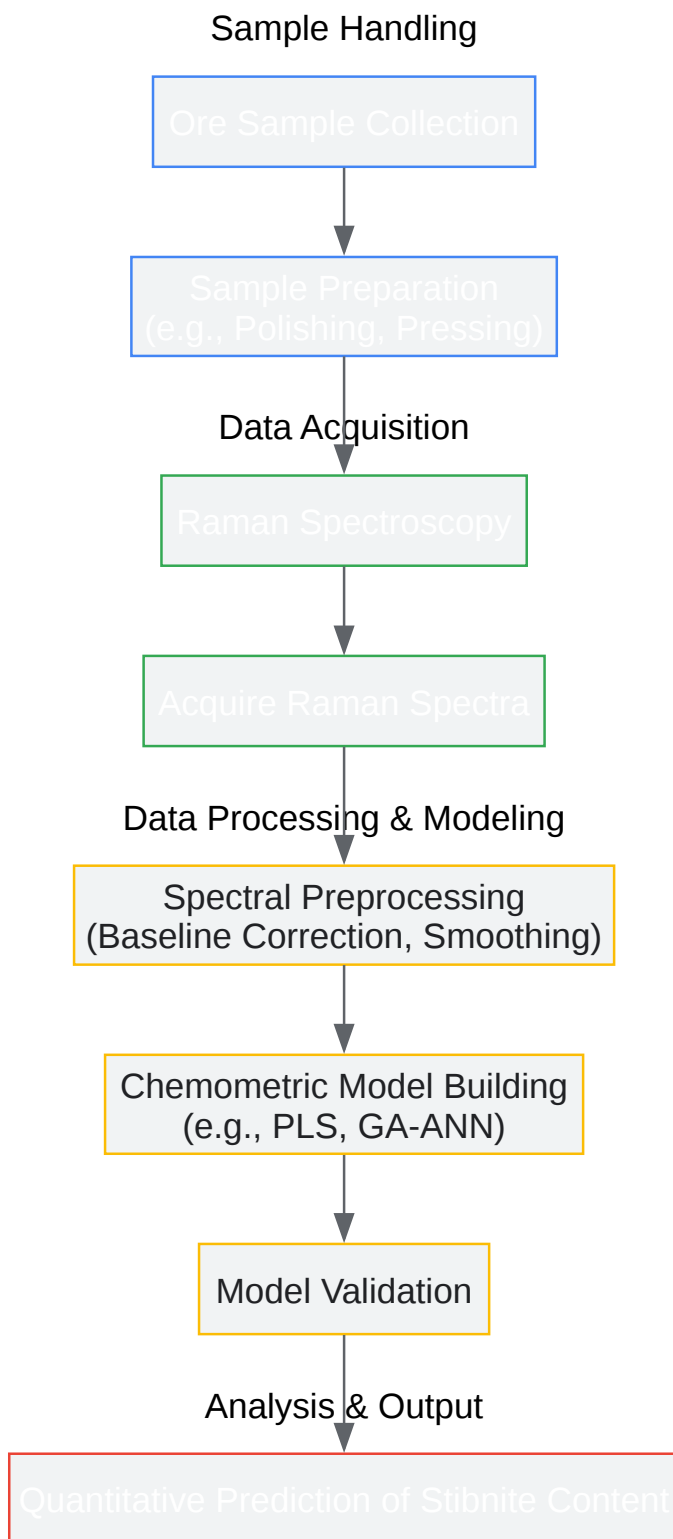 Sample Handling
Ore Sample Collection
Sample Preparation
(e.g., Polishing, Pressing)
Data Acquisition
Raman Spectroscopy
Acquire Raman Spectra
Data Processing & Modeling
Spectral Preprocessing
(Baseline Correction, Smoothing)
Chemometric Model Building
(e.g., PLS, GA-ANN)
Model Validation
Analysis & Output
Quantitative Prediction of Stibnite Content